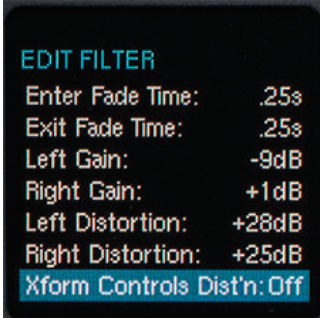 EDIT FILTER
Enter Fade Time: .25s
Exit Fade Time: .25s
Left Gain: -9dB
Right Gain: +1dB
Left Distortion: +28dB
Right Distortion: +25dB
Xform Controls Dist'n: Off